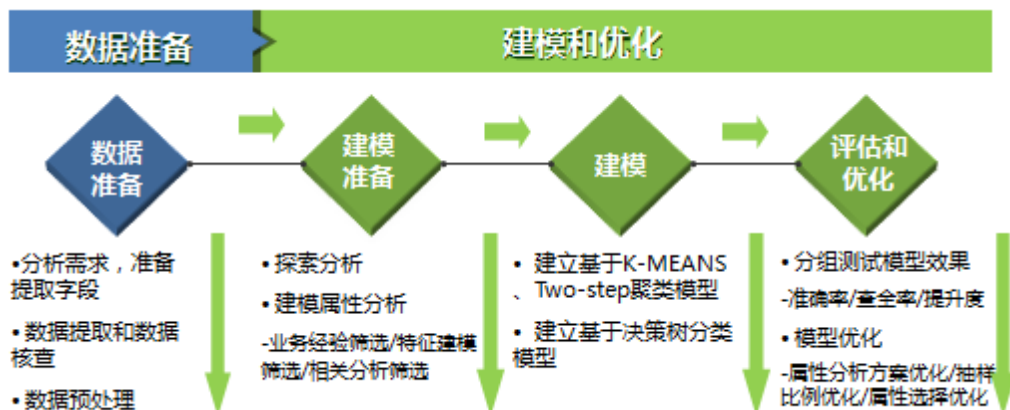 数据准备
建模和优化
数据
准备
建模
准备
建模
评估和
优化
•分析需求，准备
提取字段
•数据提取和数据
核查
•数据预处理
• 探索分析
• 建模属性分析
-业务经验筛选/特征建模
筛选/相关分析筛选
• 建立基于K-MEANS
、Two-step聚类模型
• 建立基于决策树分类
模型
• 分组测试模型效果
-准确率/查全率/提升度
• 模型优化
-属性分析方案优化/抽样
比例优化/属性选择优化